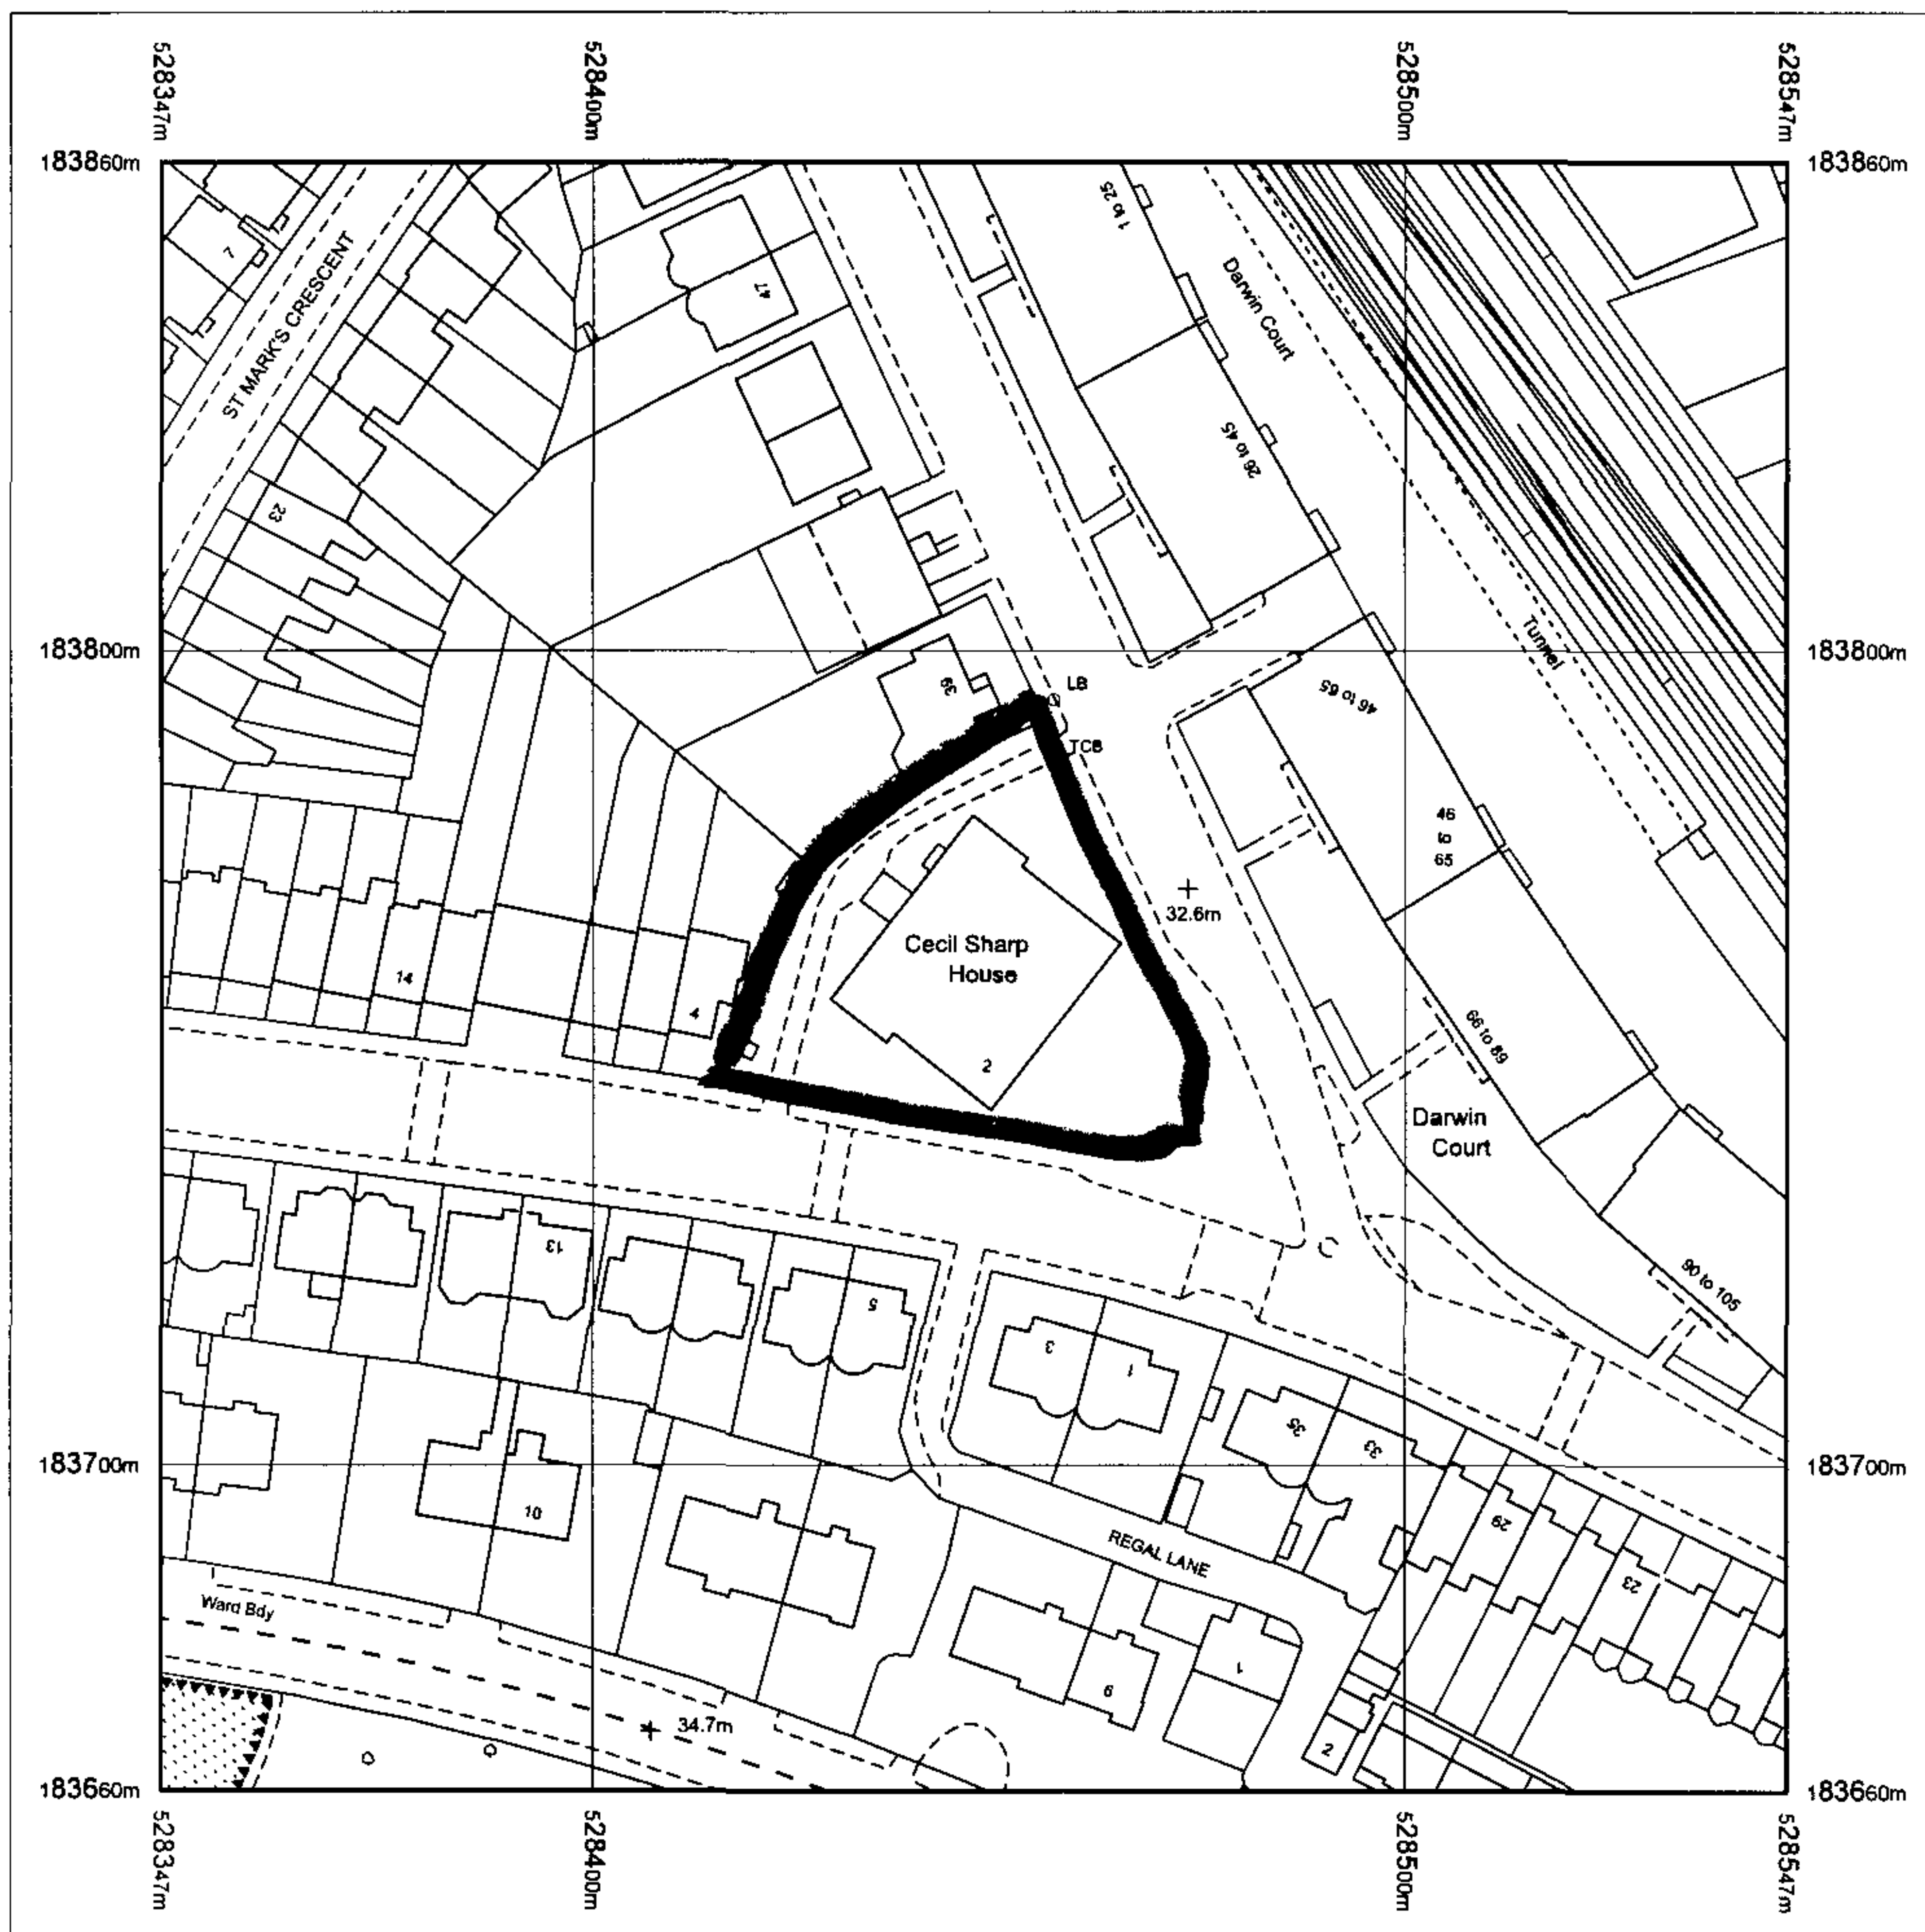 528347m
528400m
528500m
528547m
183860m
183860m
1 to 25
7
ST MARK'S CRESCENT
47
Darwin Court
26 to 45
23
Tunnel
183800m
183800m
39
LB
46 to 65
TCB
46
to
65
32.6m
Cecil Sharp
House
14
4
2
66 to 89
Darwin
Court
13
5
90 to 105
3
1
35
33
183700m
183700m
10
29
REGAL LANE
23
Ward Bdy
1
6
34.7m
2
183660m
183660m
528347m
528400m
528500m
528547m